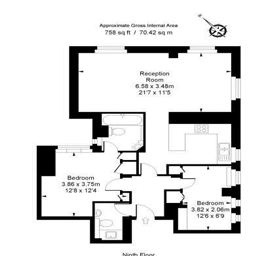 Approximate Gross Internal Area
758 sq ft / 70.42 sq m
Reception
Room
6.58 x 3.48m
21'7 x 11'5
Bedroom
3.86 x 3.75m
12'8 x 12'4
Bedroom
3.82 x 2.06m
12'6 x 6'9
Ninth Floor